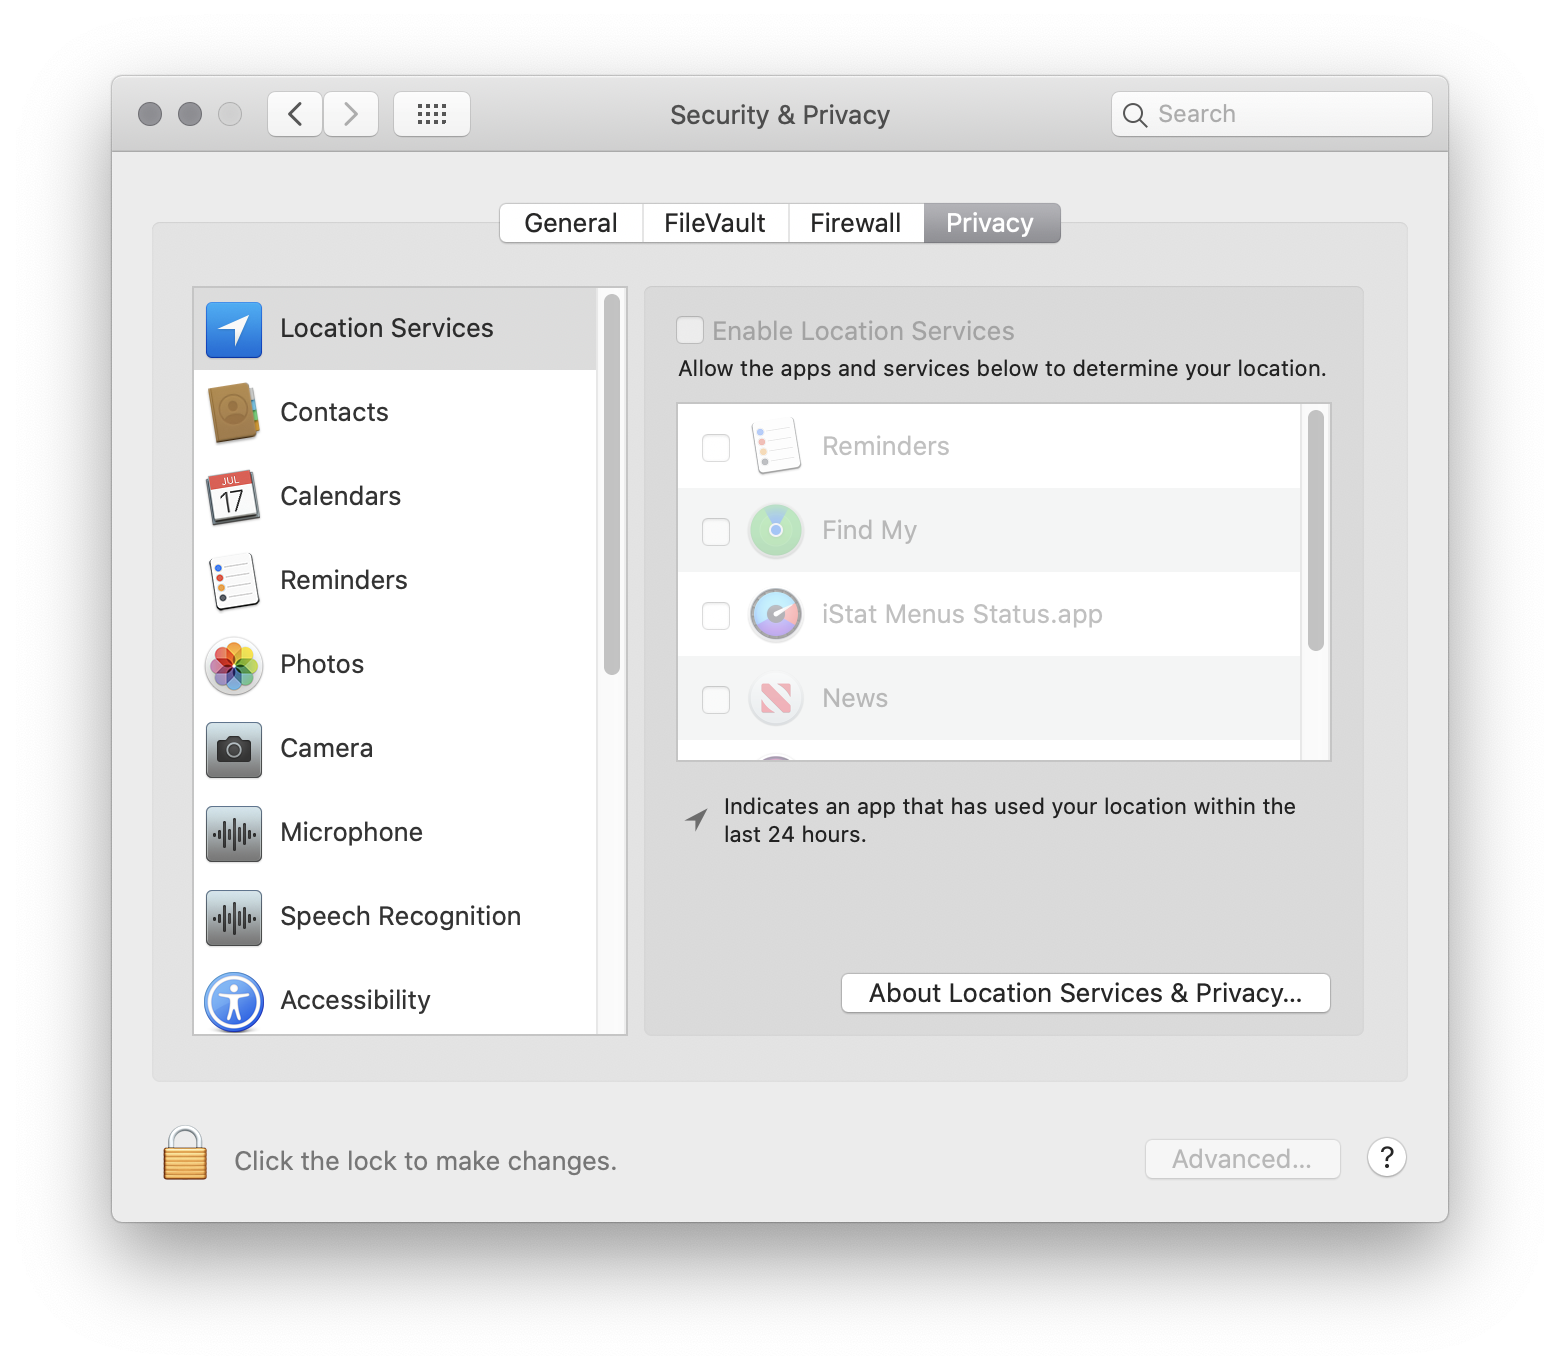 Security & Privacy
Search
General
FileVault
Firewall
Privacy
Location Services
Contacts
JUL
17
Calendars
Reminders
Photos
Camera
Microphone
Speech Recognition
Accessibility
Enable Location Services
Allow the apps and services below to determine your location.
Reminders
Find My
iStat Menus Status.app
News
Indicates an app that has used your location within the
last 24 hours.
About Location Services & Privacy...
Click the lock to make changes.
Advanced...
?